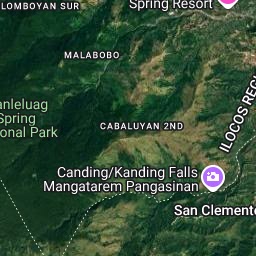 LOMBOYAN SUR
Spring Resort
MALABOBO
anleluag
Spring
onal Park
CABALUYAN 2ND
ILOCOS REG
Canding/Kanding Falls
Mangatarem Pangasinan
San Clemente